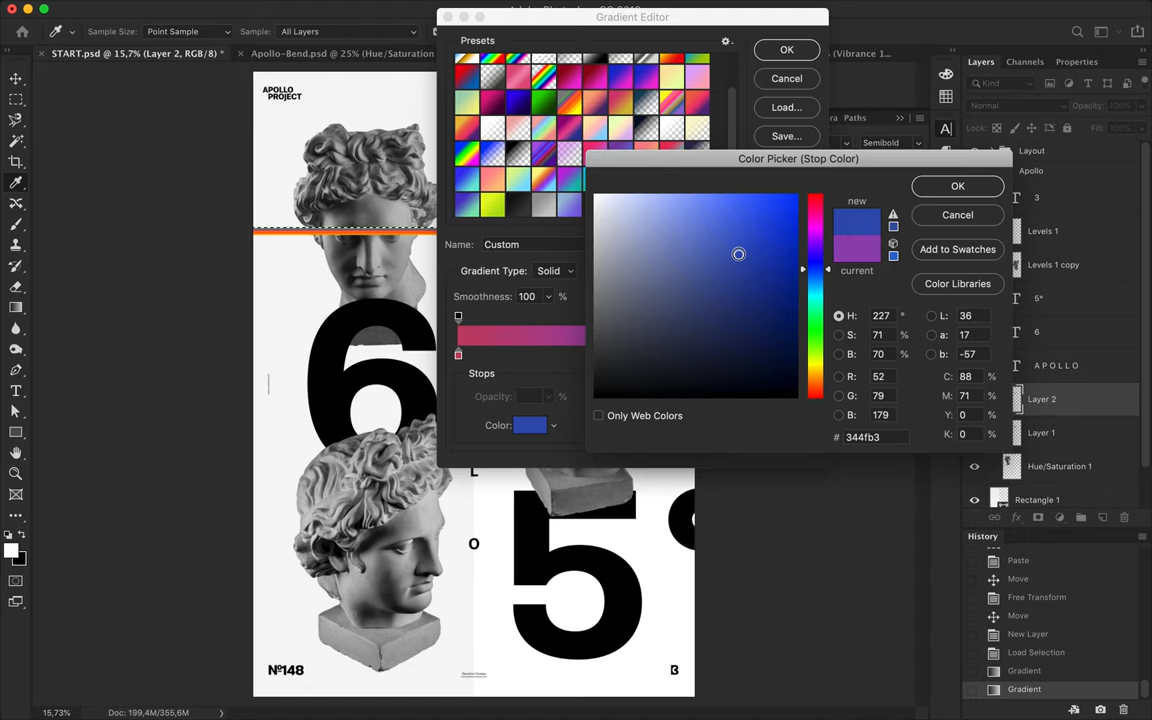 Gradient Editor
Sample Size: Point Sample
Sample: All Layers
START.psd @ 15,7% (Layer 2, RGB/8) *
Apollo-Bend.psd @ 25% (Hue/Saturation
(Vibrance 1...
Presets
OK
Cancel
Load...
Save...
Paths
Semibold
Name: Custom
Gradient Type: Solid
Smoothness: 100 %
Stops
Opacity: %
Color:
Color Picker (Stop Color)
new
current
OK
Cancel
Add to Swatches
Color Libraries
H: 227 °
S: 71 %
B: 70 %
R: 52
G: 79
B: 179
L: 36
a: 17
b: -57
C: 88 %
M: 71 %
Y: 0 %
K: 0 %
# 344fb3
Only Web Colors
Layers
Channels
Properties
Kind
Normal
Opacity: 100%
Lock:
Fill: 100%
Layout
Apollo
T 3
Levels 1
Levels 1 copy
T 5°
T 6
T A P O L L O
Layer 2
Layer 1
Hue/Saturation 1
Rectangle 1
History
Paste
Move
Free Transform
Move
New Layer
Load Selection
Gradient
Gradient
APOLLO
PROJECT
6
L
O
5°
Nº148
15,73%
Doc: 199,4M/355,6M